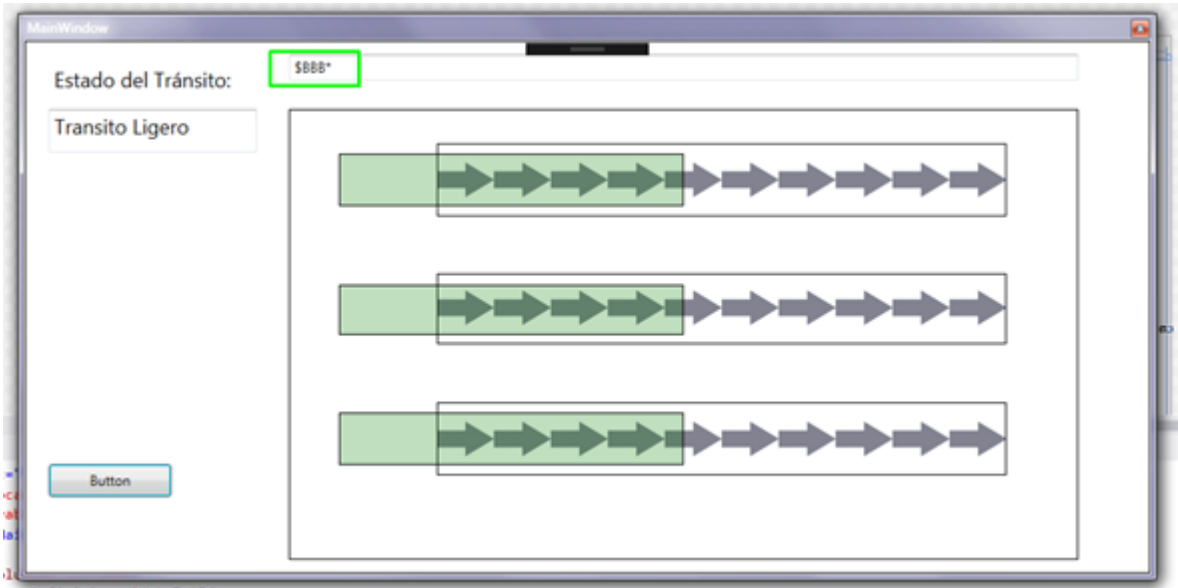 MainWindow
Estado del Tránsito:
$BBB*
Transito Ligero
Button